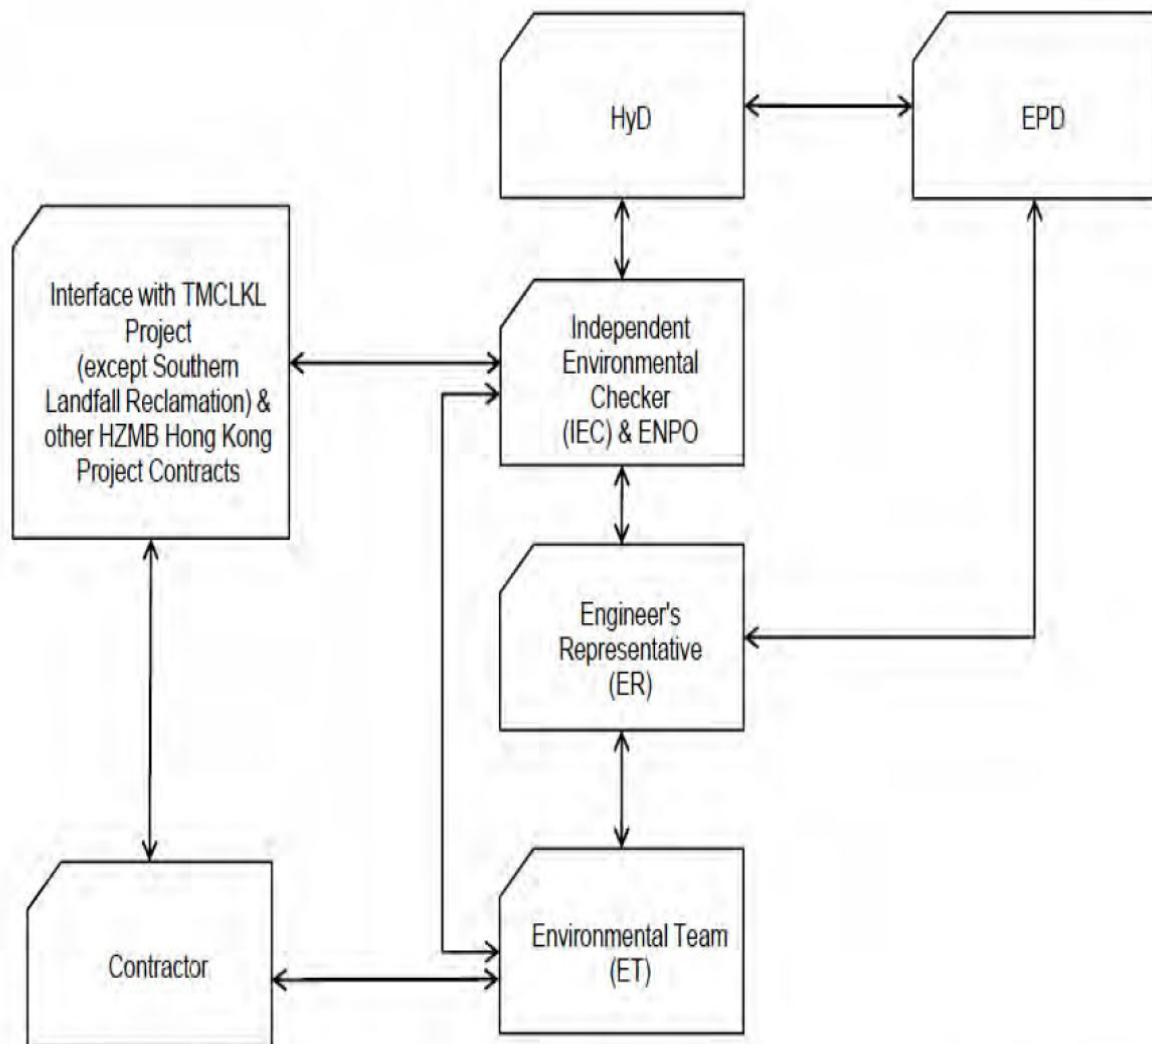 HyD
EPD
Interface with TMCLKL
Project
(except Southern
Landfall Reclamation) &
other HZMB Hong Kong
Project Contracts
Independent
Environmental
Checker
(IEC) & ENPO
Engineer's
Representative
(ER)
Contractor
Environmental Team
(ET)